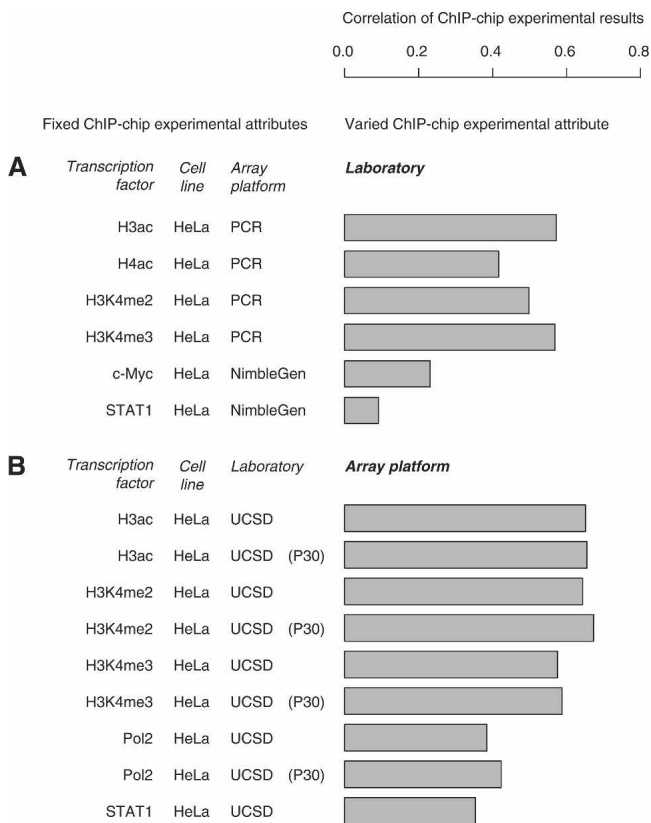 Correlation of ChIP-chip experimental results
0.0 0.2 0.4 0.6 0.8
Fixed ChIP-chip experimental attributes Varied ChIP-chip experimental attribute
A Transcription Cell Array Laboratory
factor line platform
H3ac HeLa PCR
H4ac HeLa PCR
H3K4me2 HeLa PCR
H3K4me3 HeLa PCR
c-Myc HeLa NimbleGen
STAT1 HeLa NimbleGen
B Transcription Cell Laboratory Array platform
factor line
H3ac HeLa UCSD
H3ac HeLa UCSD (P30)
H3K4me2 HeLa UCSD
H3K4me2 HeLa UCSD (P30)
H3K4me3 HeLa UCSD
H3K4me3 HeLa UCSD (P30)
Pol2 HeLa UCSD
Pol2 HeLa UCSD (P30)
STAT1 HeLa UCSD